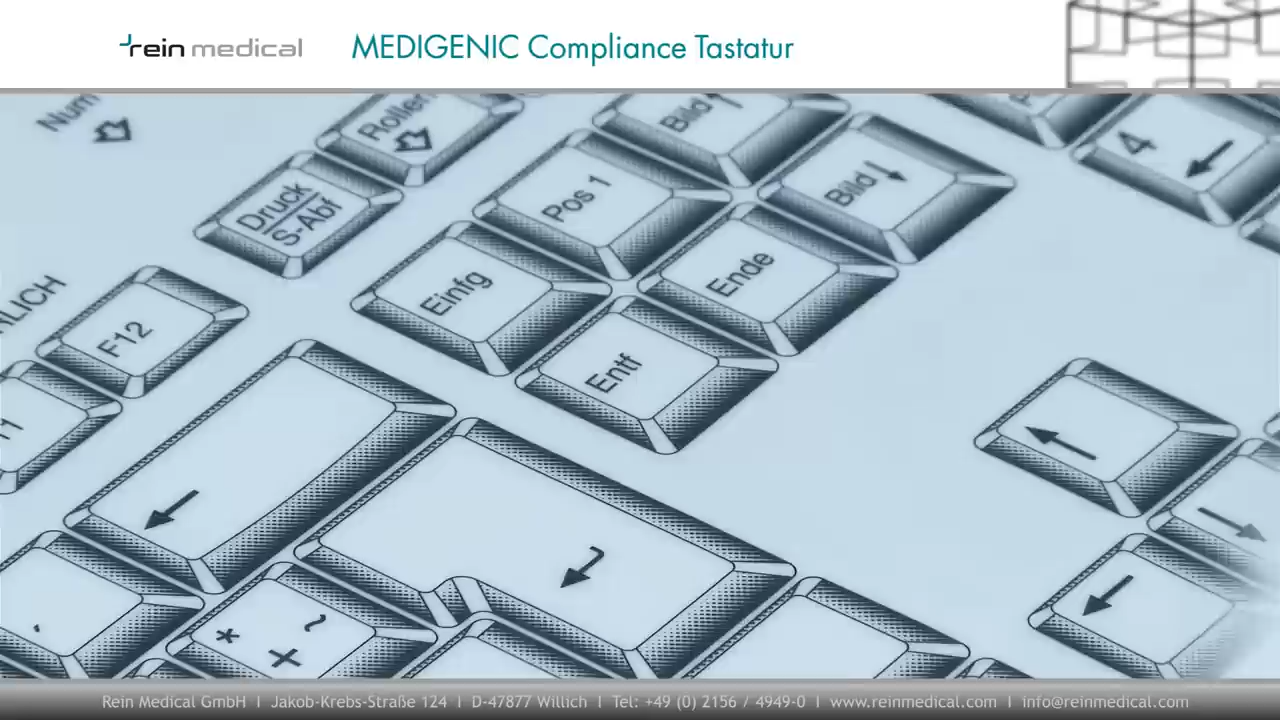 rein medical
MEDIGENIC Compliance Tastatur
Num
Rollen
Bild
4
Druck
S-Abf
Pos 1
Bild
Einfg
Ende
F12
Entf
* ~
+
Rein Medical GmbH I Jakob-Krebs-Straße 124 I D-47877 Willich I Tel: +49 (0) 2156 / 4949-0 I www.reinmedical.com I info@reinmedical.com